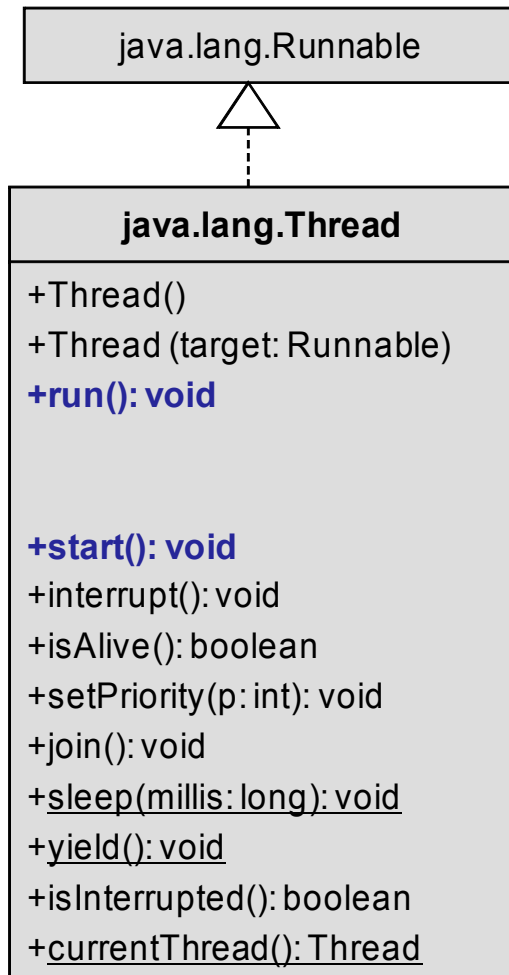 java.lang.Runnable
java.lang.Thread
+Thread()
+Thread (target: Runnable)
+run(): void
+start(): void
+interrupt(): void
+isAlive(): boolean
+setPriority(p: int): void
+join(): void
+sleep(millis: long): void
+yield(): void
+isInterrupted(): boolean
+currentThread(): Thread